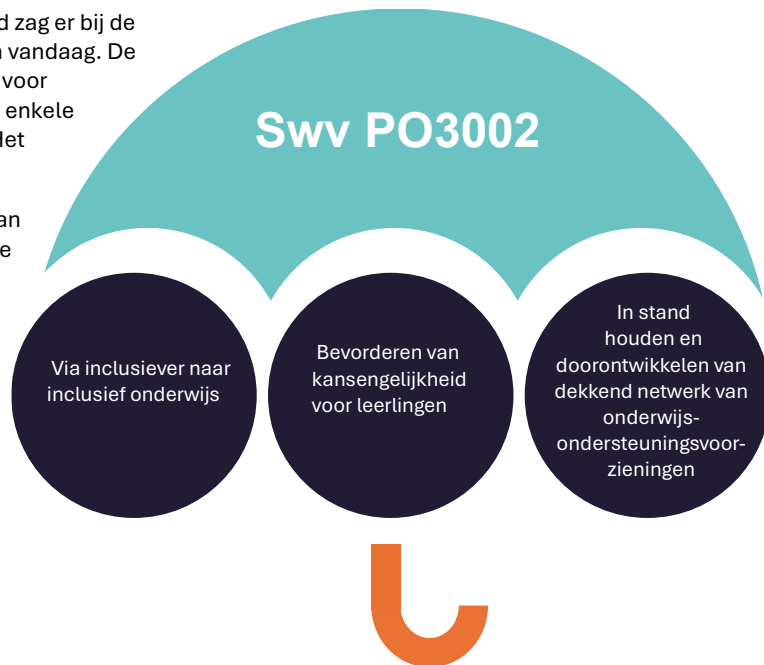 d zag er bij de
vandaag. De
voor
enkele
an
e
Swv PO3002
Via inclusiever naar
inclusief onderwijs
Bevorderen van
kansengelijkheid
voor leerlingen
In stand
houden en
doorontwikkelen van
dekkend netwerk van
onderwijs-
ondersteuningsvoor-
zieningen